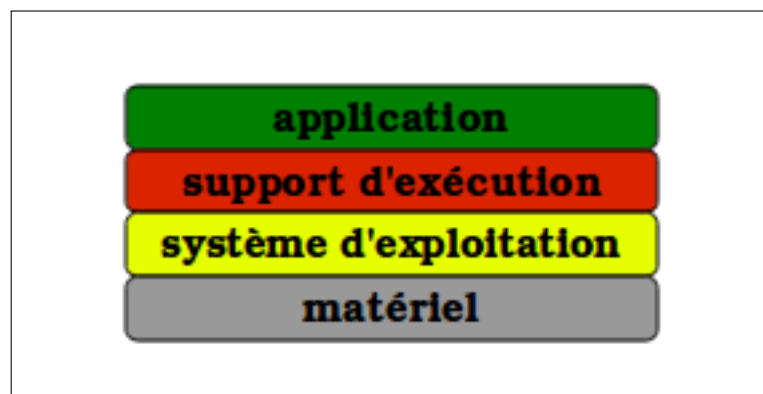 application
support d'exécution
système d'exploitation
matériel